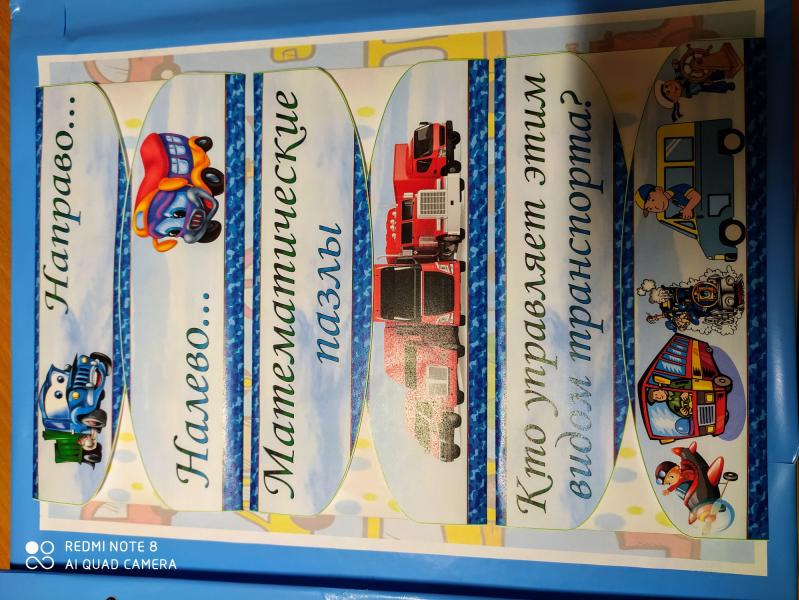 Направо...
Налево...
Математические
пазлы
Кто управляет этим
видом транспорта?
REDMI NOTE 8
AI QUAD CAMERA